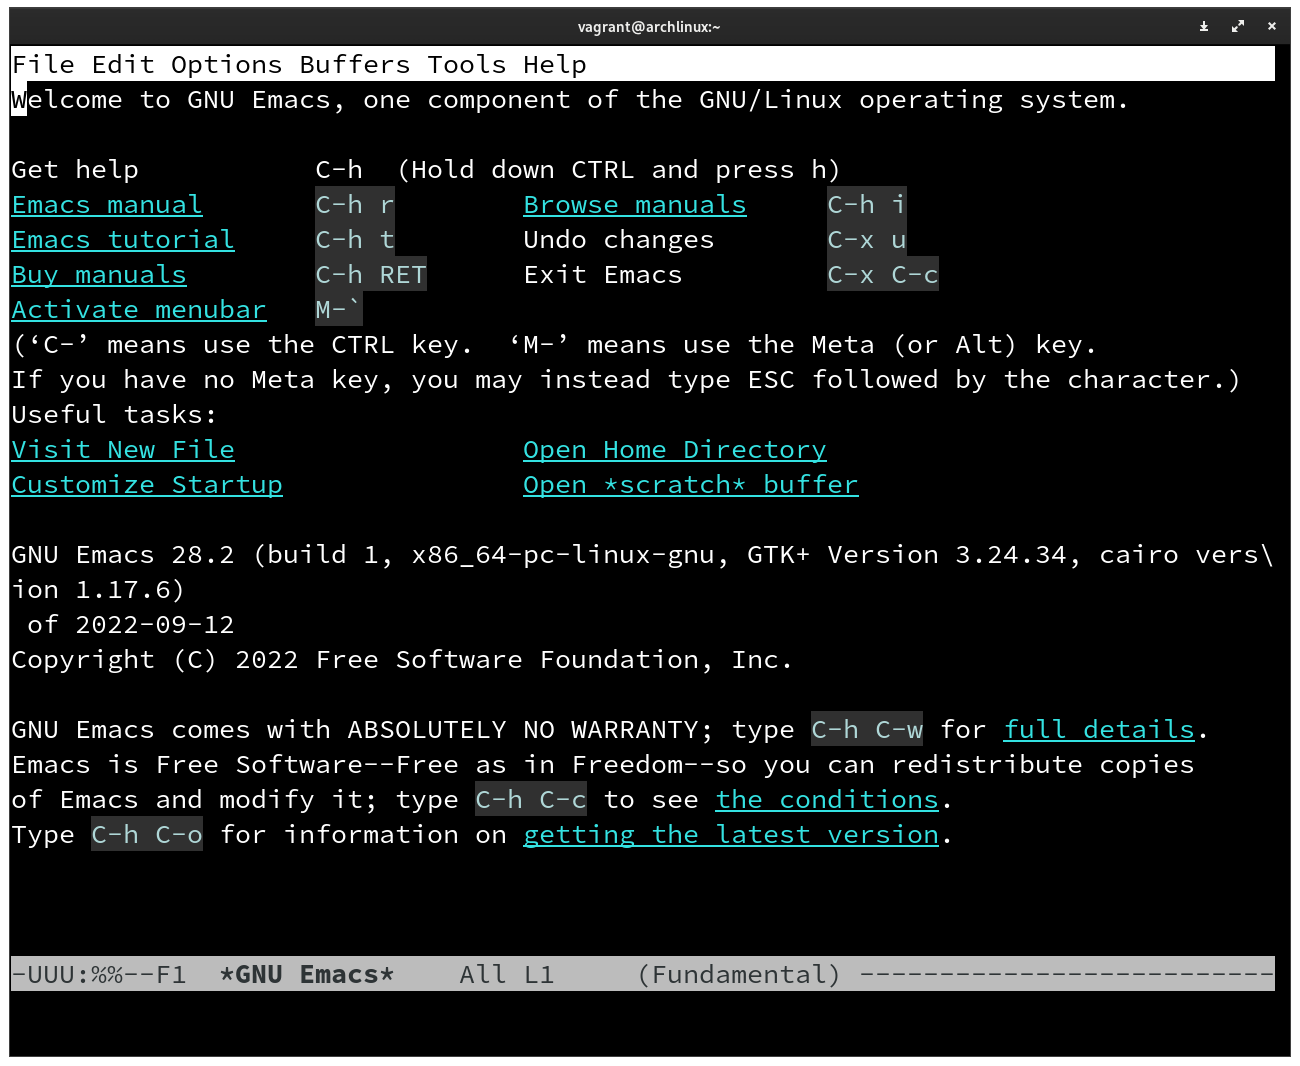 vagrant@archlinux:~
File Edit Options Buffers Tools Help
Welcome to GNU Emacs, one component of the GNU/Linux operating system.
Get help           C-h  (Hold down CTRL and press h)
Emacs manual       C-h r        Browse manuals     C-h i
Emacs tutorial     C-h t        Undo changes       C-x u
Buy manuals        C-h RET      Exit Emacs         C-x C-c
Activate menubar   M-`
(‘C-’ means use the CTRL key.  ‘M-’ means use the Meta (or Alt) key.
If you have no Meta key, you may instead type ESC followed by the character.)
Useful tasks:
Visit New File                  Open Home Directory
Customize Startup               Open *scratch* buffer
GNU Emacs 28.2 (build 1, x86_64-pc-linux-gnu, GTK+ Version 3.24.34, cairo vers\
ion 1.17.6)
 of 2022-09-12
Copyright (C) 2022 Free Software Foundation, Inc.
GNU Emacs comes with ABSOLUTELY NO WARRANTY; type C-h C-w for full details.
Emacs is Free Software--Free as in Freedom--so you can redistribute copies
of Emacs and modify it; type C-h C-c to see the conditions.
Type C-h C-o for information on getting the latest version.
-UUU:%%--F1  *GNU Emacs*    All L1     (Fundamental) --------------------------